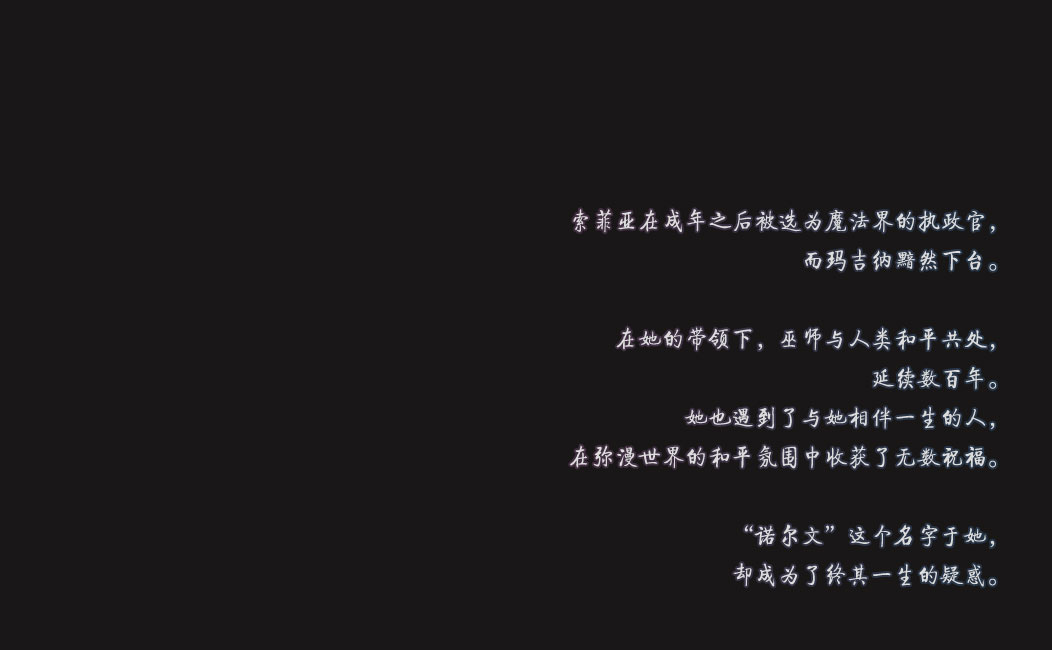 索菲亚在成年之后被选为魔法界的执政官，
而玛吉纳黯然下台。
在她的带领下，巫师与人类和平共处，
延续数百年。
她也遇到了与她相伴一生的人，
在弥漫世界的和平氛围中收获了无数祝福。
“诺尔文”这个名字于她，
却成为了终其一生的疑惑。